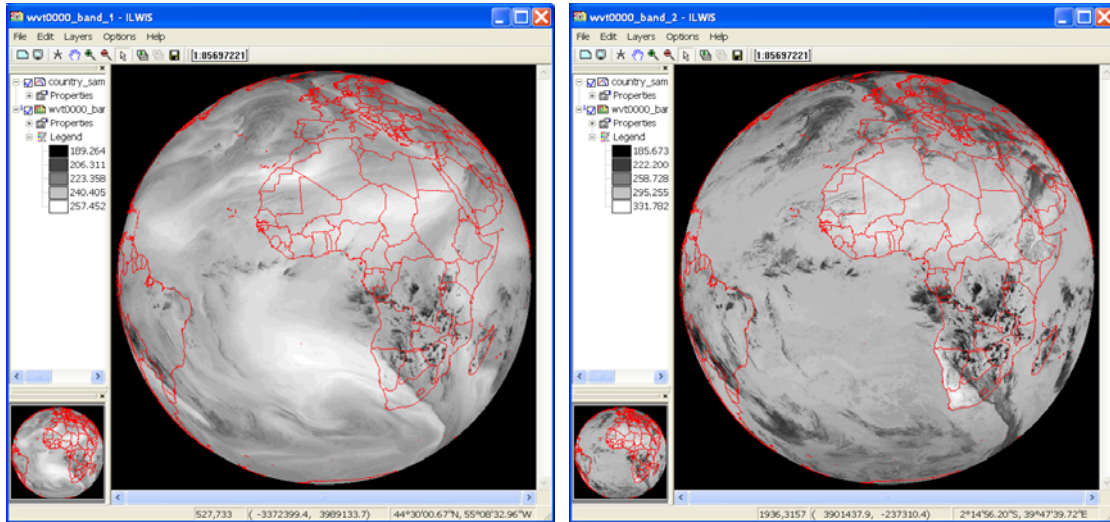 wvt0000_band_1 - ILWIS
File Edit Layers Options Help
[1:85697221]
country_sam
Properties
wvt0000_bar
Properties
Legend
189.264
206.311
223.358
240.405
257.452
527,733 ( -3372399.4, 3989133.7) 44°30'00.67"N, 55°08'32.96"W
wvt0000_band_2 - ILWIS
File Edit Layers Options Help
[1:85697221]
country_sam
Properties
wvt0000_bar
Properties
Legend
185.673
222.200
258.728
295.255
331.782
1936,3157 ( 3901437.9, -237310.4) 2°14'56.20"S, 39°47'39.72"E